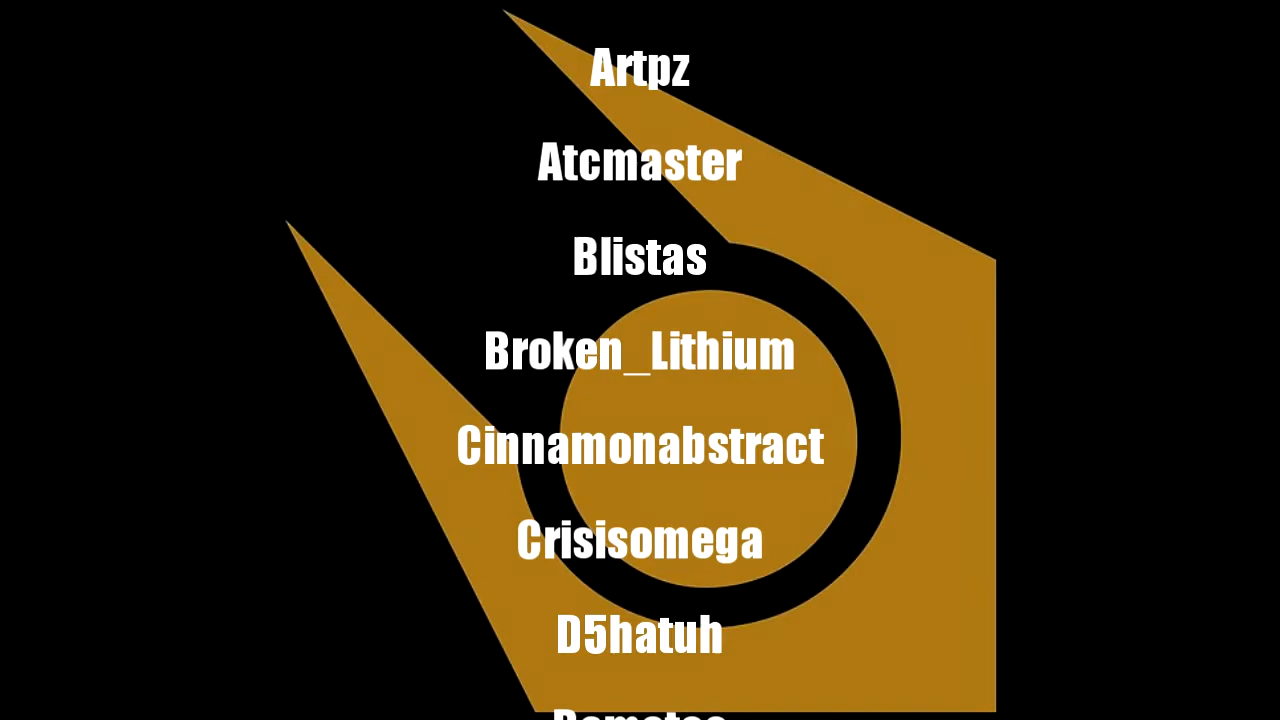 Artpz
Atcmaster
Blistas
Broken_Lithium
Cinnamonabstract
Crisisomega
D5hatuh